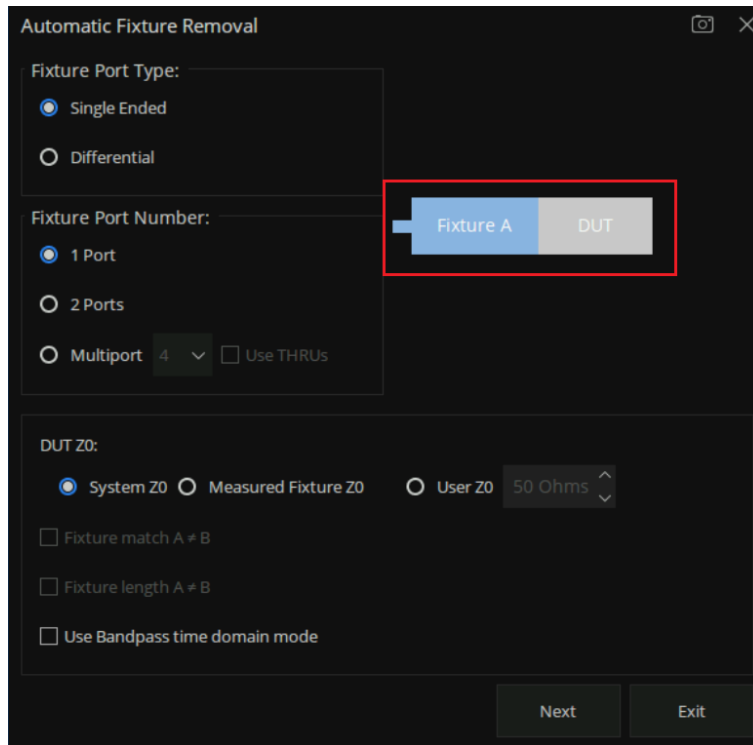 Automatic Fixture Removal
Fixture Port Type:
Single Ended
Differential
Fixture A DUT
Fixture Port Number:
1 Port
2 Ports
Multiport 4 Use THRUs
DUT Z0:
System Z0 Measured Fixture Z0 User Z0 50 Ohms
Fixture match A ≠ B
Fixture length A ≠ B
Use Bandpass time domain mode
Next Exit